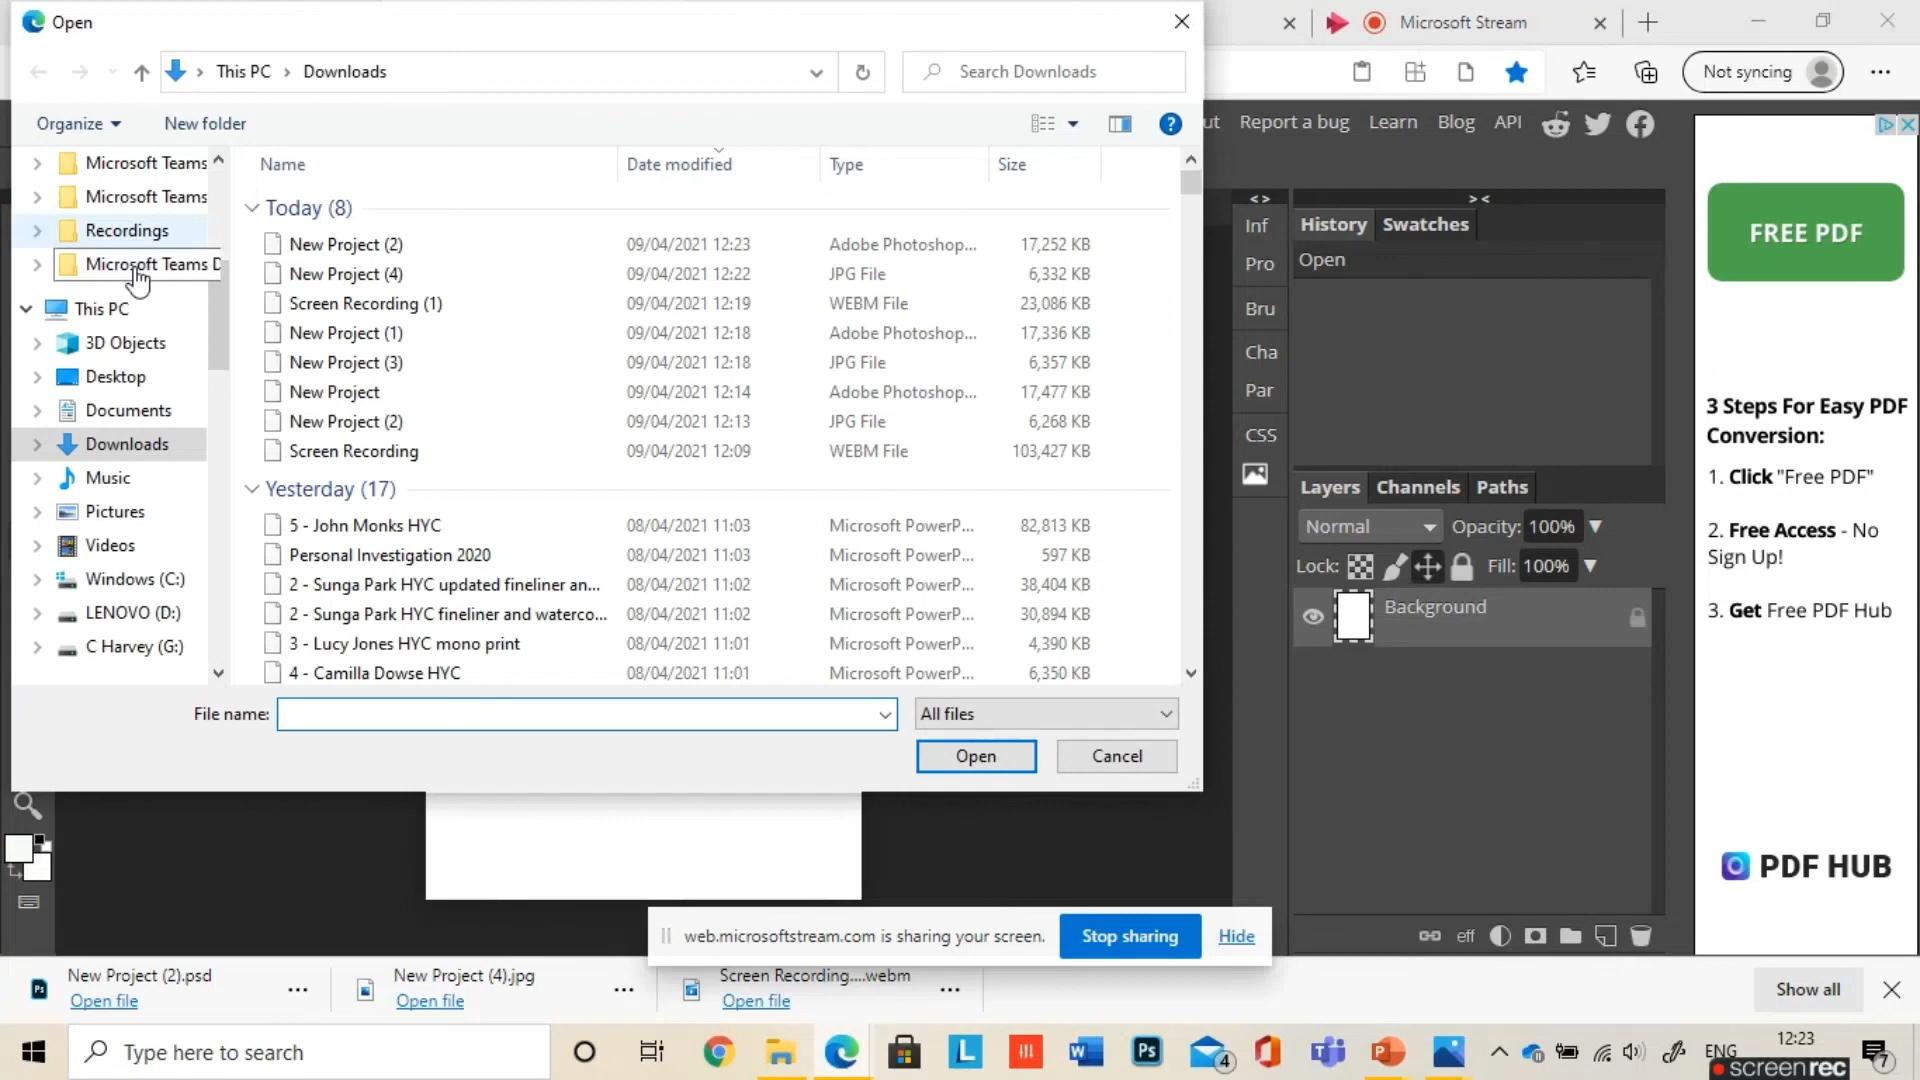 Open
Microsoft Stream
This PC
Downloads
Search Downloads
Not syncing
Organize
New folder
ut
Report a bug
Learn
Blog
API
Microsoft Teams
Microsoft Teams
Recordings
Microsoft Teams D
This PC
3D Objects
Desktop
Documents
Downloads
Music
Pictures
Videos
Windows (C:)
LENOVO (D:)
C Harvey (G:)
Name Date modified Type Size
Today (8)
New Project (2) 09/04/2021 12:23 Adobe Photoshop... 17,252 KB
New Project (4) 09/04/2021 12:22 JPG File 6,332 KB
Screen Recording (1) 09/04/2021 12:19 WEBM File 23,086 KB
New Project (1) 09/04/2021 12:18 Adobe Photoshop... 17,336 KB
New Project (3) 09/04/2021 12:18 JPG File 6,357 KB
New Project 09/04/2021 12:14 Adobe Photoshop... 17,477 KB
New Project (2) 09/04/2021 12:13 JPG File 6,268 KB
Screen Recording 09/04/2021 12:09 WEBM File 103,427 KB
Yesterday (17)
5 - John Monks HYC 08/04/2021 11:03 Microsoft PowerP... 82,813 KB
Personal Investigation 2020 08/04/2021 11:03 Microsoft PowerP... 597 KB
2 - Sunga Park HYC updated fineliner an... 08/04/2021 11:02 Microsoft PowerP... 38,404 KB
2 - Sunga Park HYC fineliner and waterco... 08/04/2021 11:02 Microsoft PowerP... 30,894 KB
3 - Lucy Jones HYC mono print 08/04/2021 11:01 Microsoft PowerP... 4,390 KB
4 - Camilla Dowse HYC 08/04/2021 11:01 Microsoft PowerP... 6,350 KB
File name:
All files
Open
Cancel
Inf
Pro
Bru
Cha
Par
CSS
History
Swatches
Open
Layers
Channels
Paths
Normal
Opacity: 100%
Lock:
Fill: 100%
Background
eff
FREE PDF
3 Steps For Easy PDF
Conversion:
1. Click "Free PDF"
2. Free Access - No
Sign Up!
3. Get Free PDF Hub
PDF HUB
web.microsoftstream.com is sharing your screen.
Stop sharing
Hide
New Project (2).psd
Open file
New Project (4).jpg
Open file
Screen Recording....webm
Open file
Show all
Type here to search
L
W
Ps
4
P
ENG
12:23
7
screenrec